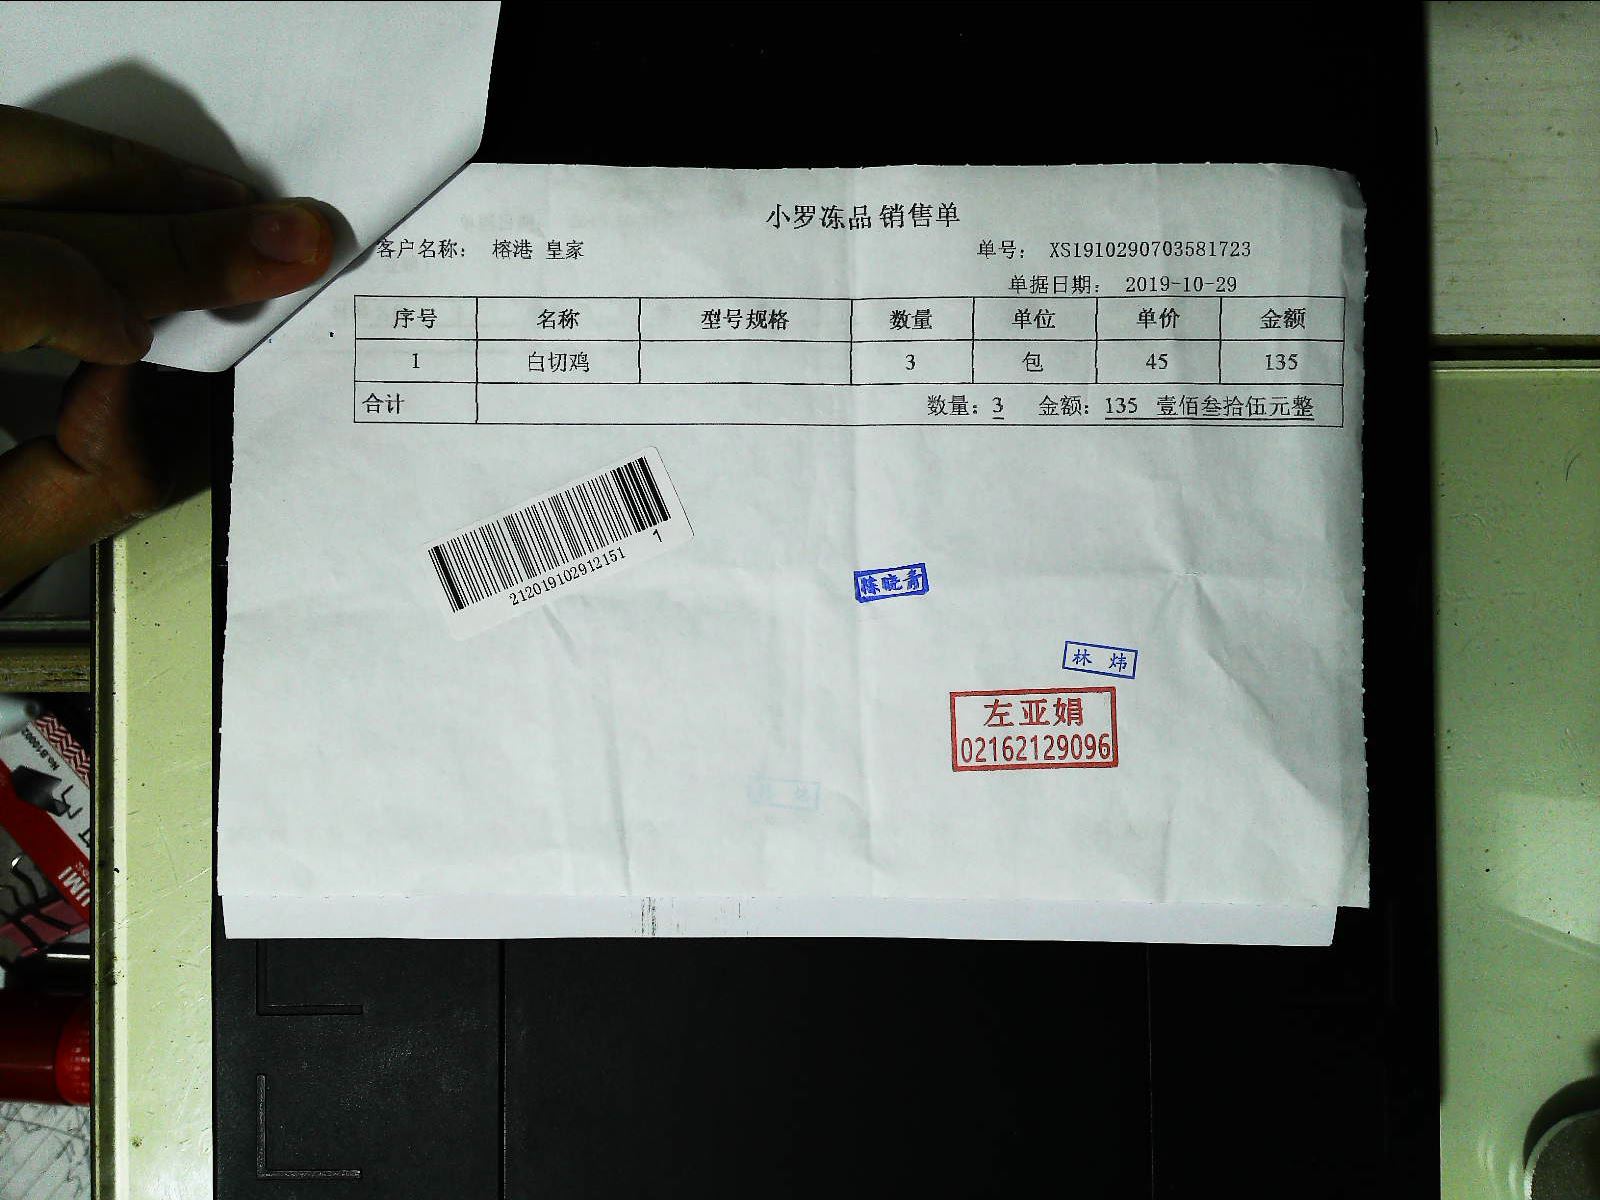 小罗冻品 销售单
客户名称： 榕港 皇家 单号： XS1910290703581723
单据日期： 2019-10-29
序号 名称 型号规格 数量 单位 单价 金额
1 白切鸡 3 包 45 135
合计 数量：3 金额：135 壹佰叁拾伍元整
212019102912151 1
陈晓青
林 炜
左亚娟
02162129096
No.B10002